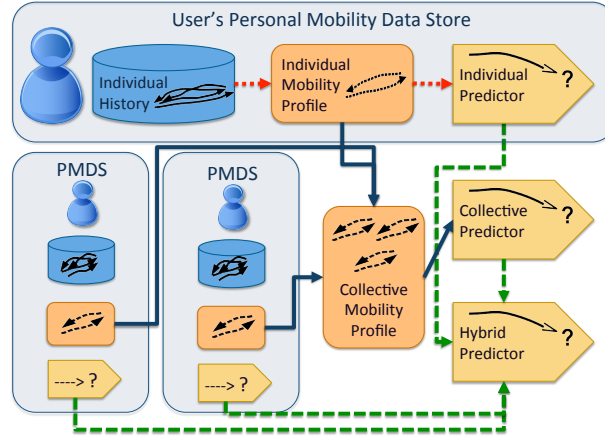 User's Personal Mobility Data Store
Individual
History
Individual
Mobility
Profile
?
Individual
Predictor
PMDS
PMDS
?
Collective
Predictor
Collective
Mobility
Profile
?
Hybrid
Predictor
----> ?
----> ?